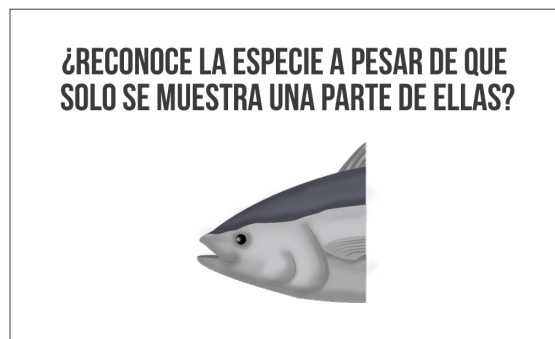 ¿RECONOCE LA ESPECIE A PESAR DE QUE
SOLO SE MUESTRA UNA PARTE DE ELLAS?